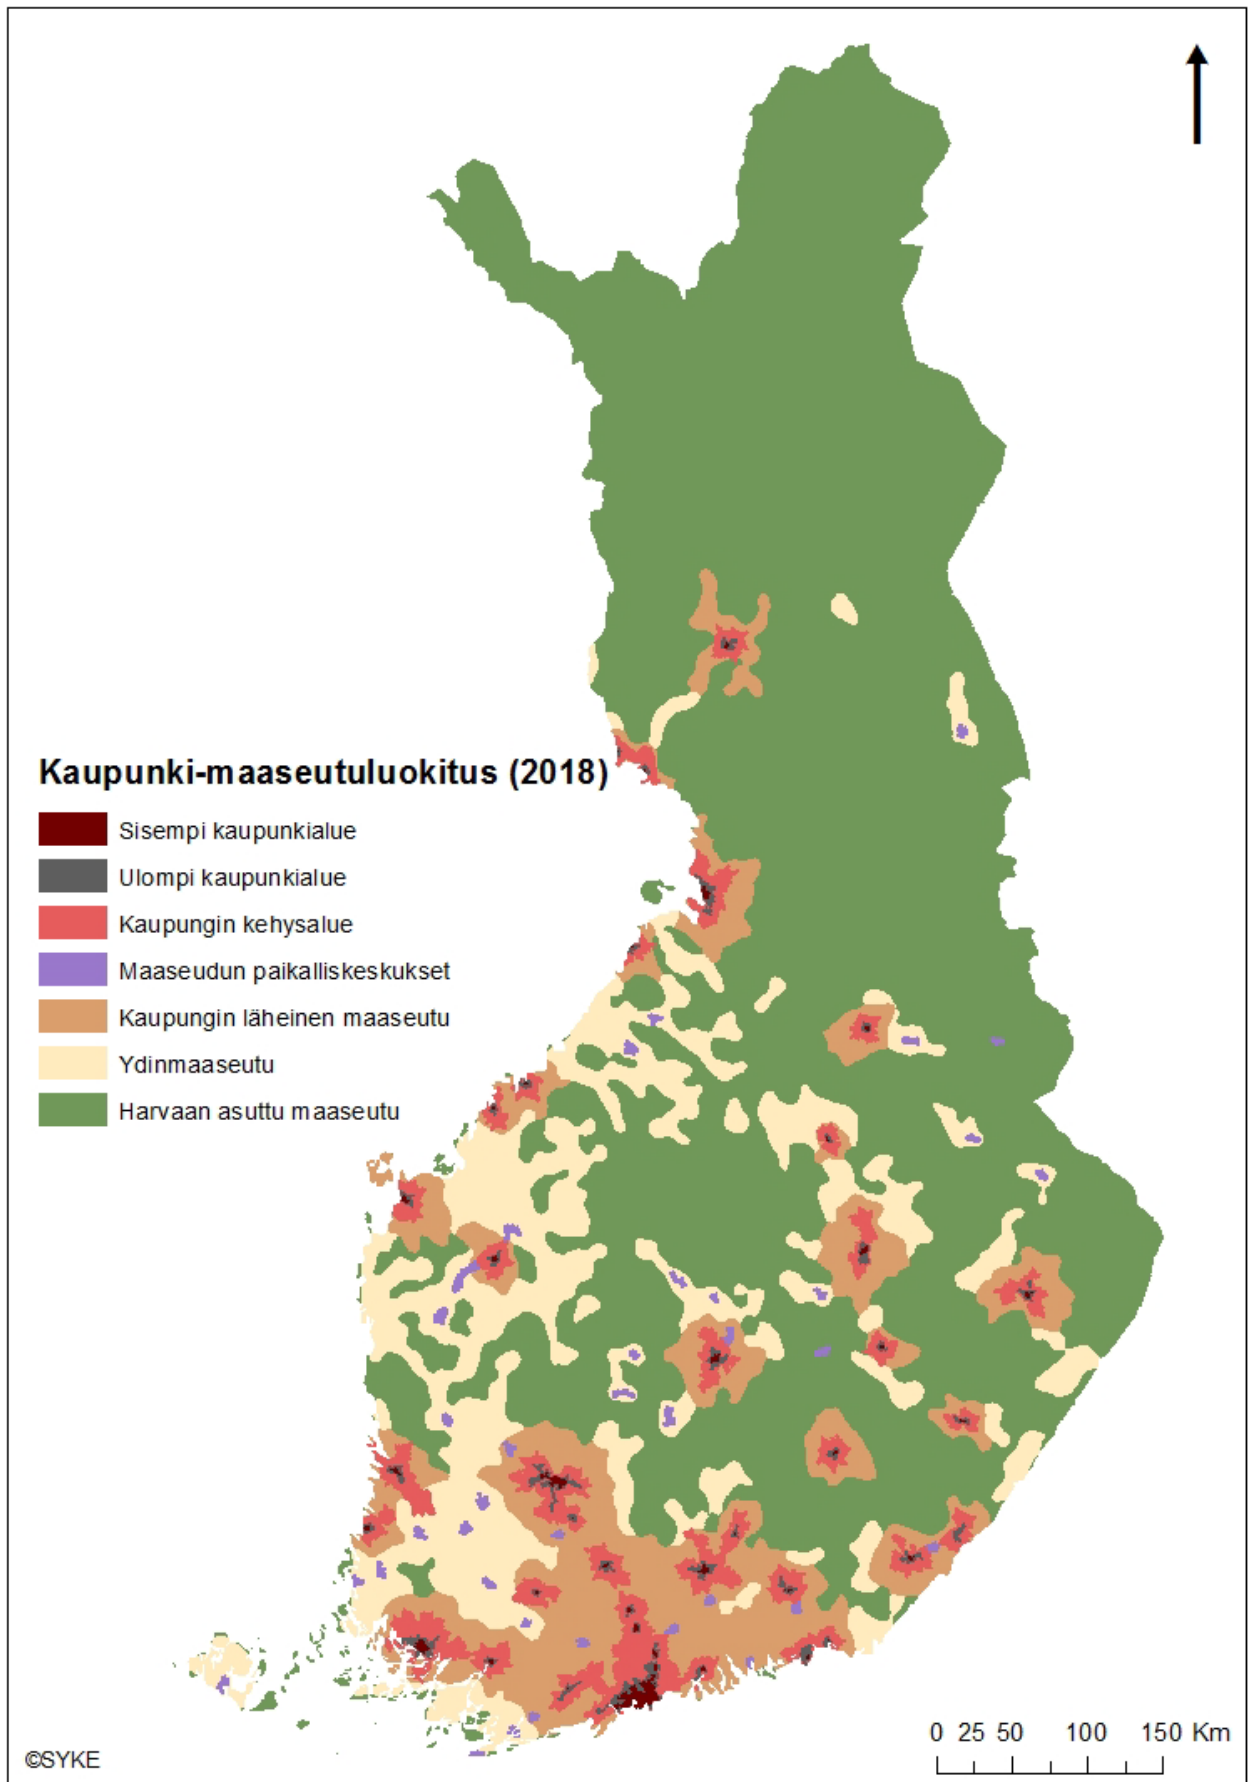 Kaupunki-maaseutuluokitus (2018)
Sisempi kaupunkialue
Ulompi kaupunkialue
Kaupungin kehysalue
Maaseudun paikalliskeskukset
Kaupungin läheinen maaseutu
Ydinmaaseutu
Harvaan asuttu maaseutu
0 25 50 100 150 Km
©SYKE